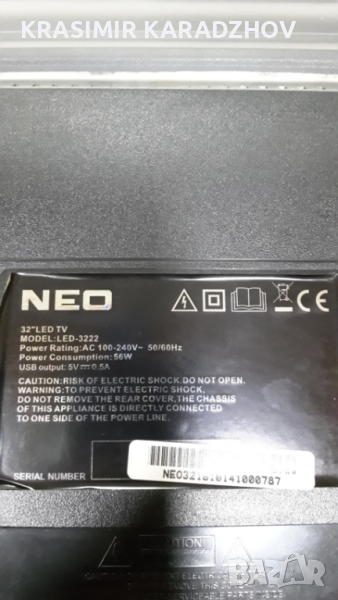 KRASIMIR KARADZHOV
NEO
32"LED TV
MODEL:LED-3222
Power Rating:AC 100-240V~ 50/60Hz
Power Consumption:56W
USB output: 5V⎓0.5A
CAUTION:RISK OF ELECTRIC SHOCK.DO NOT OPEN.
WARNING:TO PREVENT ELECTRIC SHOCK,
DO NOT REMOVE THE REAR COVER,THE CHASSIS
OF THIS APPLIANCE IS DIRECTLY CONNECTED
TO ONE SIDE OF THE POWER LINE.
SERIAL NUMBER
NEO321610141000787
CAUTION
BAZAR